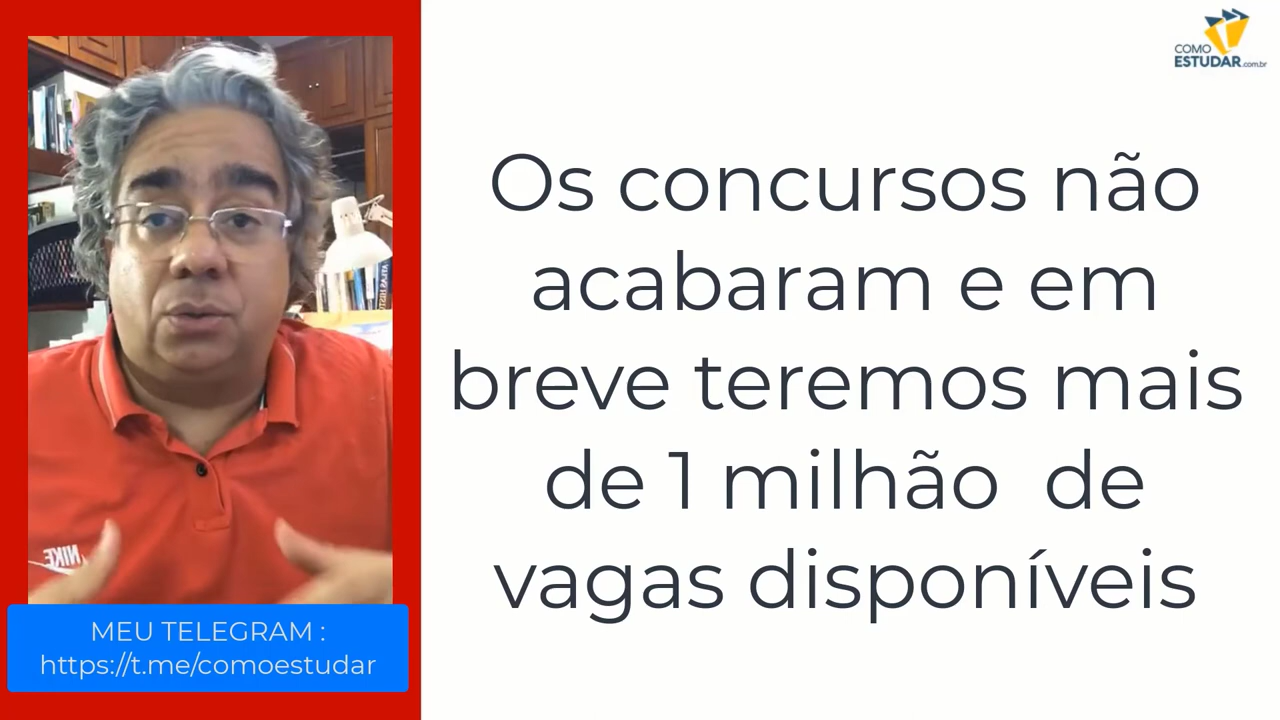 COMO
ESTUDAR.com.br
Os concursos não
acabaram e em
breve teremos mais
de 1 milhão de
vagas disponíveis
NIKE
MEU TELEGRAM :
https://t.me/comoestudar